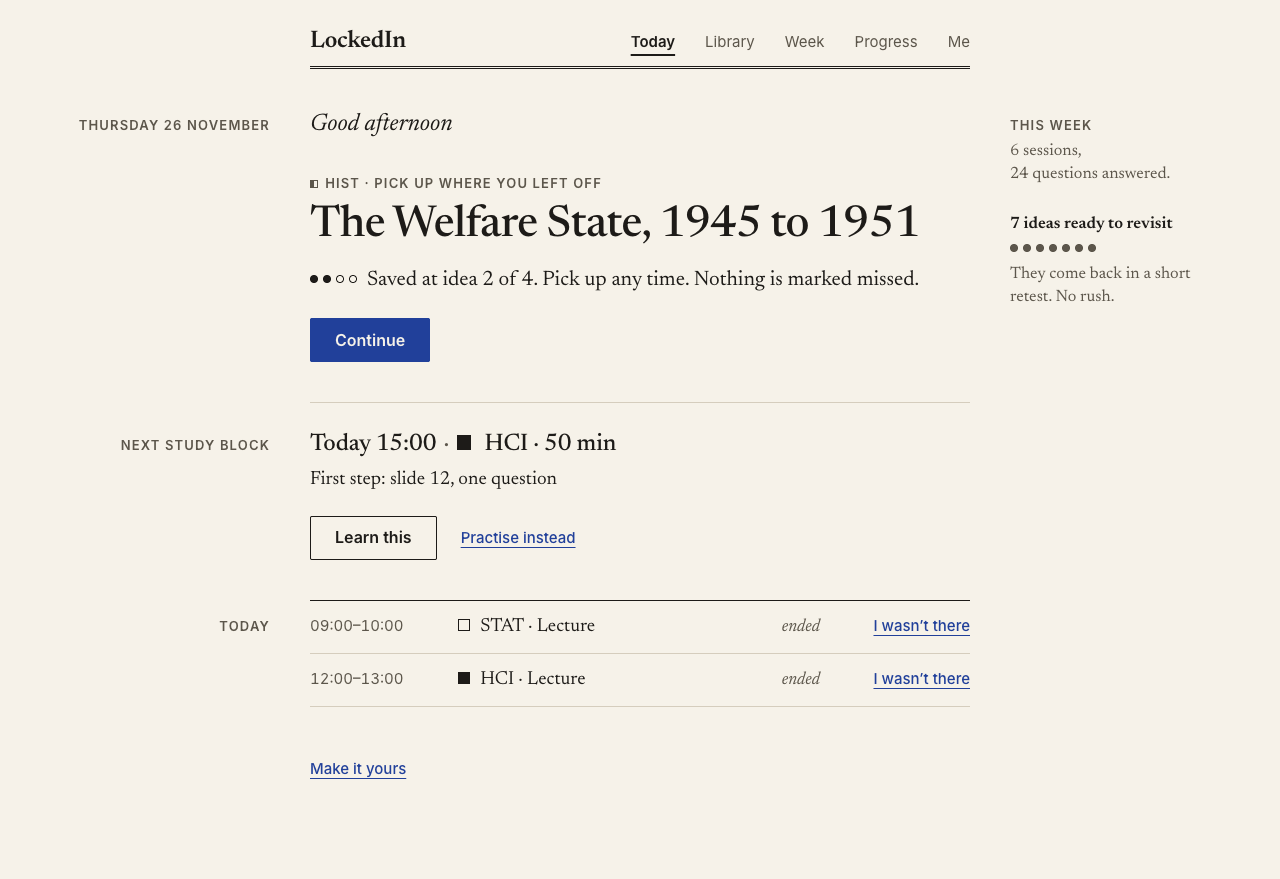 LockedIn
Today Library Week Progress Me
THURSDAY 26 NOVEMBER
Good afternoon
HIST · PICK UP WHERE YOU LEFT OFF
The Welfare State, 1945 to 1951
Saved at idea 2 of 4. Pick up any time. Nothing is marked missed.
Continue
THIS WEEK
6 sessions,
24 questions answered.
7 ideas ready to revisit
They come back in a short
retest. No rush.
NEXT STUDY BLOCK
Today 15:00 · HCI · 50 min
First step: slide 12, one question
Learn this Practise instead
TODAY
09:00–10:00 STAT · Lecture ended I wasn’t there
12:00–13:00 HCI · Lecture ended I wasn’t there
Make it yours